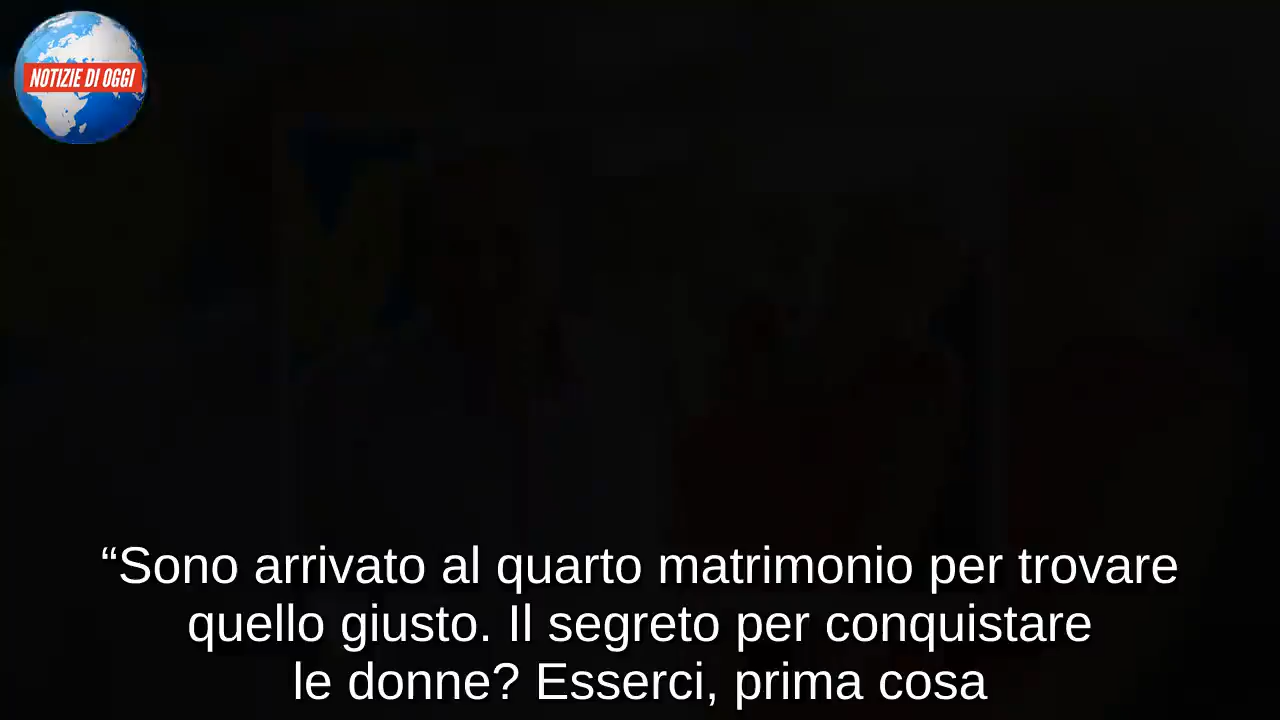 NOTIZIE DI OGGI
“Sono arrivato al quarto matrimonio per trovare
quello giusto. Il segreto per conquistare
le donne? Esserci, prima cosa